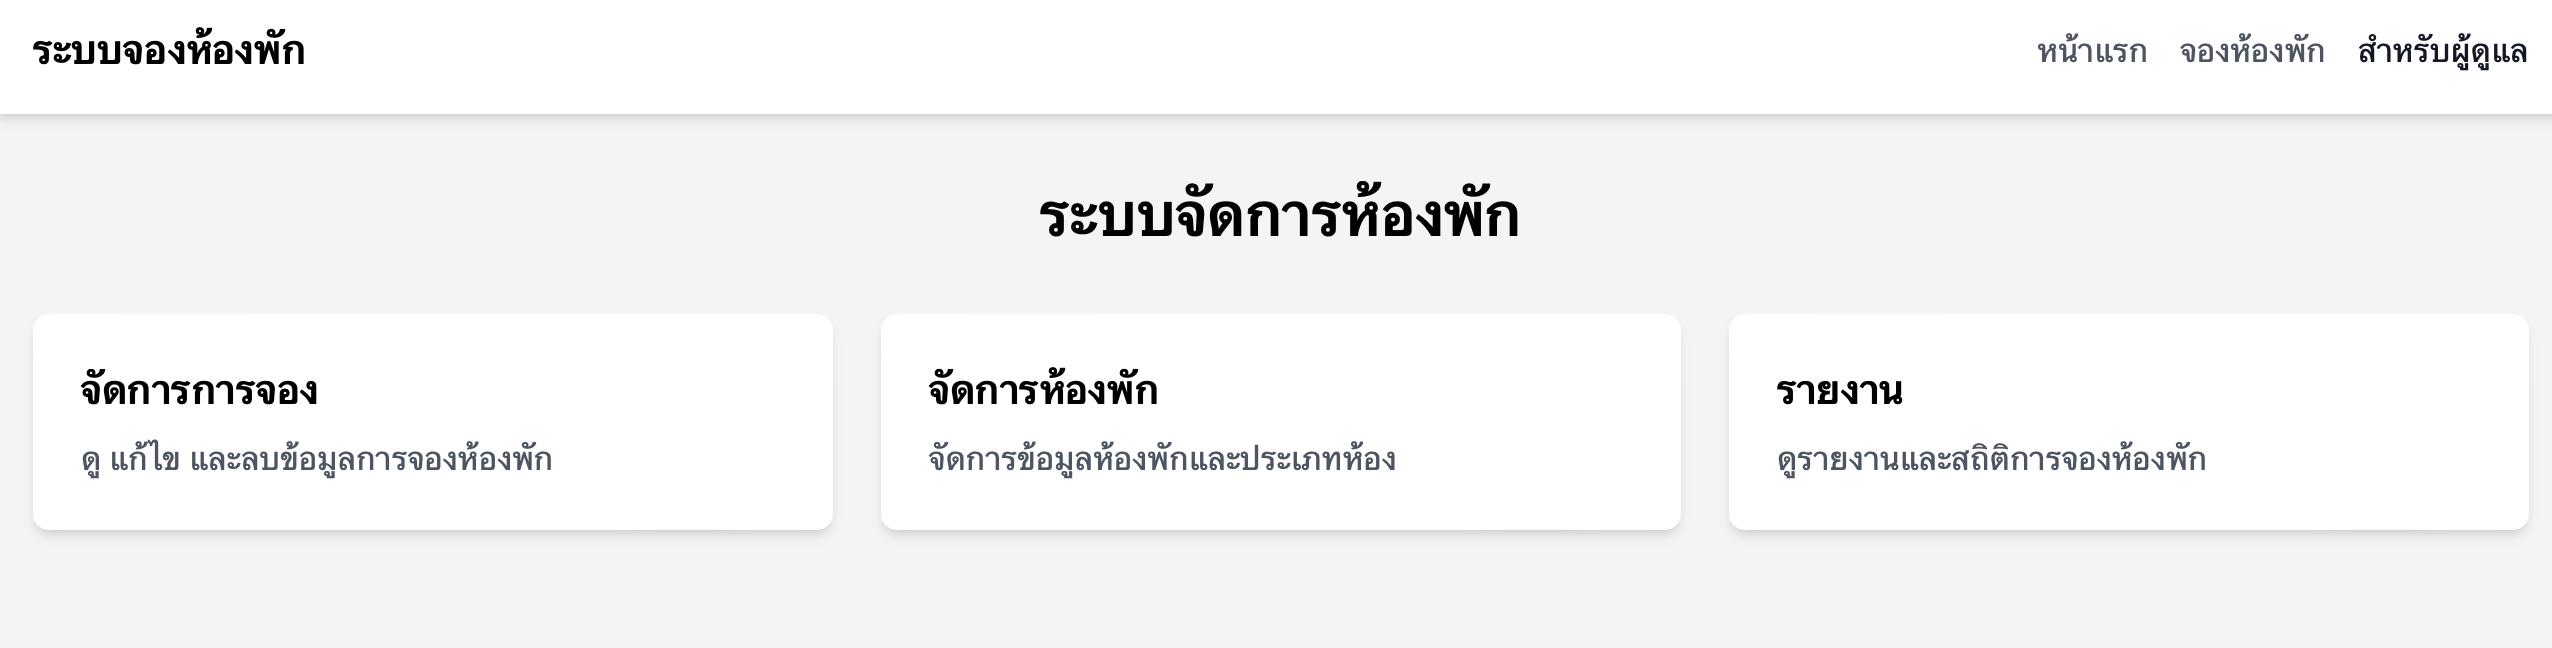 ระบบจองห้องพัก
หน้าแรก จองห้องพัก สำหรับผู้ดูแล
ระบบจัดการห้องพัก
จัดการการจอง
ดู แก้ไข และลบข้อมูลการจองห้องพัก
จัดการห้องพัก
จัดการข้อมูลห้องพักและประเภทห้อง
รายงาน
ดูรายงานและสถิติการจองห้องพัก